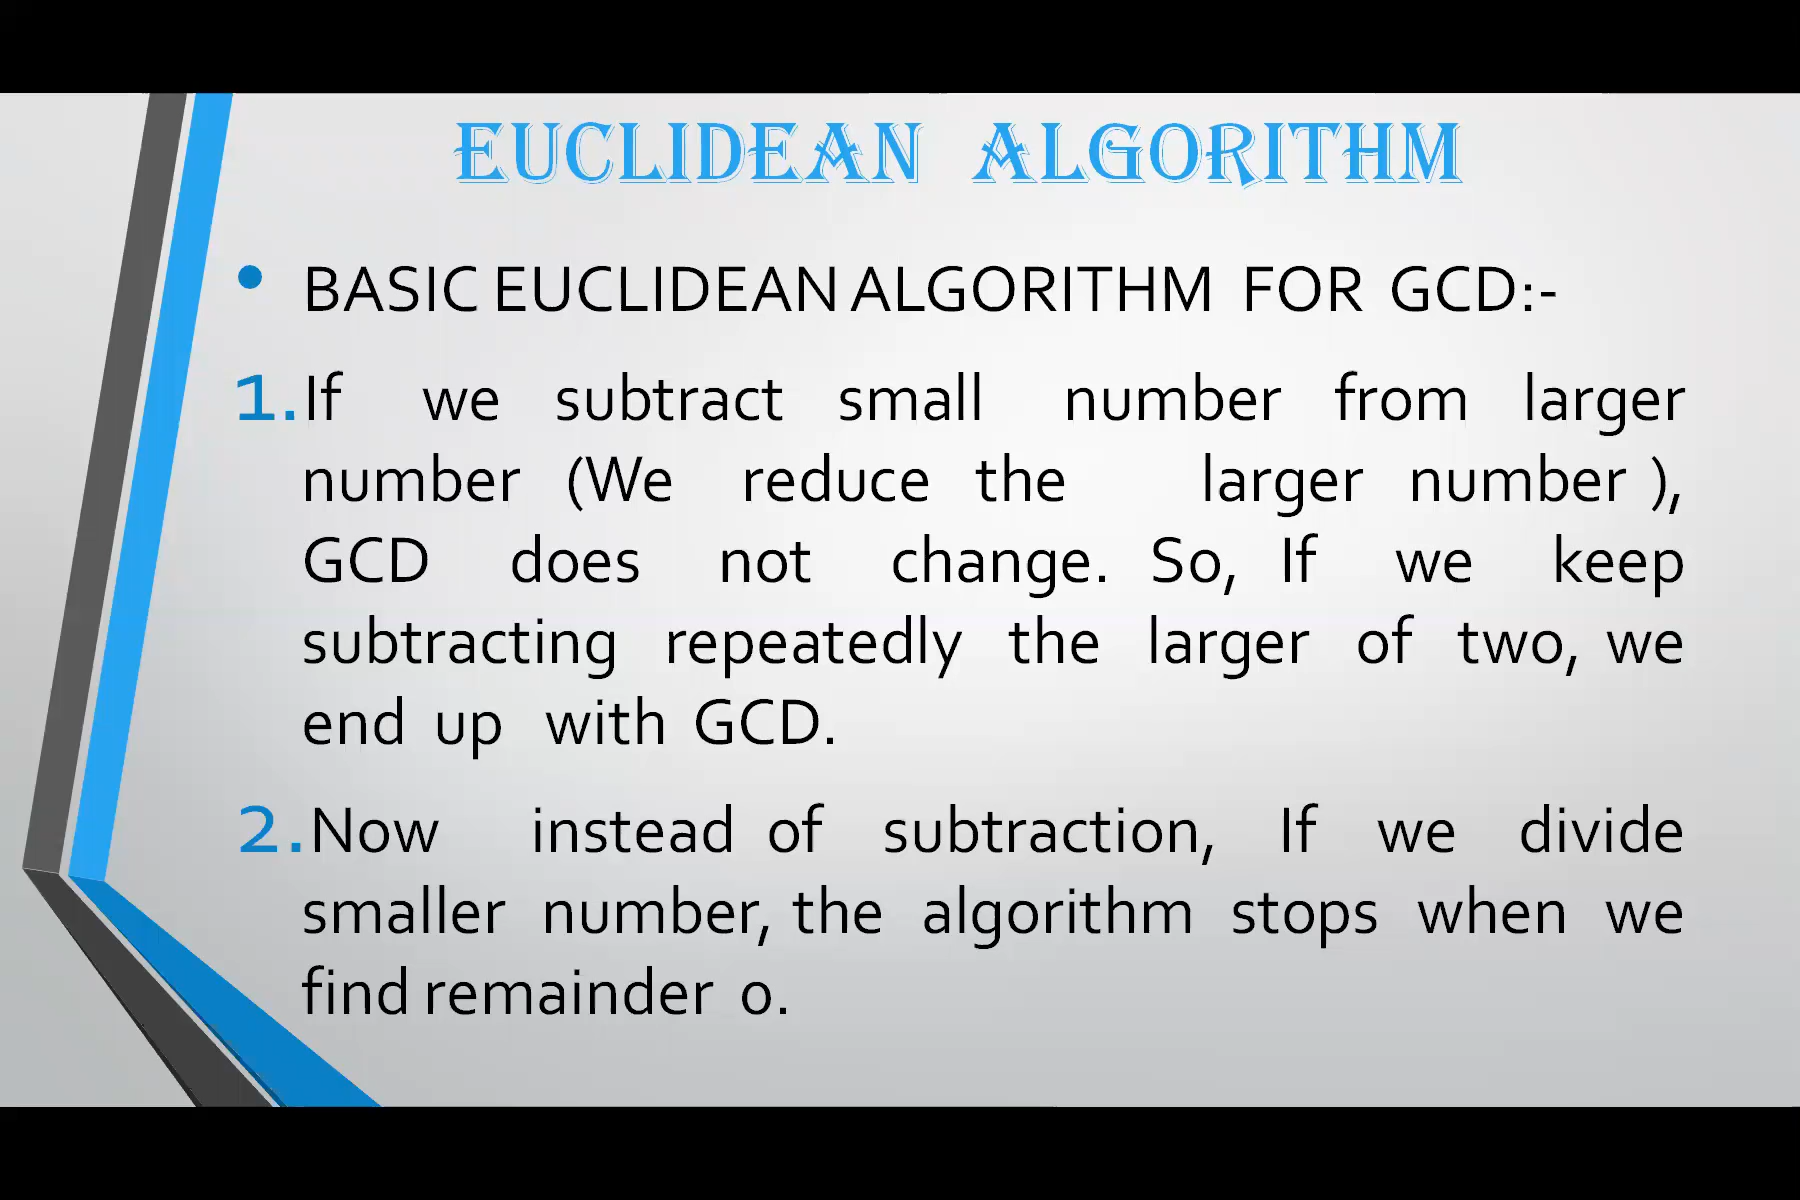 EUCLIDEAN ALGORITHM
• BASIC EUCLIDEAN ALGORITHM FOR GCD:-
1. If we subtract small number from larger
number (We reduce the larger number ),
GCD does not change. So, If we keep
subtracting repeatedly the larger of two, we
end up with GCD.
2. Now instead of subtraction, If we divide
smaller number, the algorithm stops when we
find remainder 0.